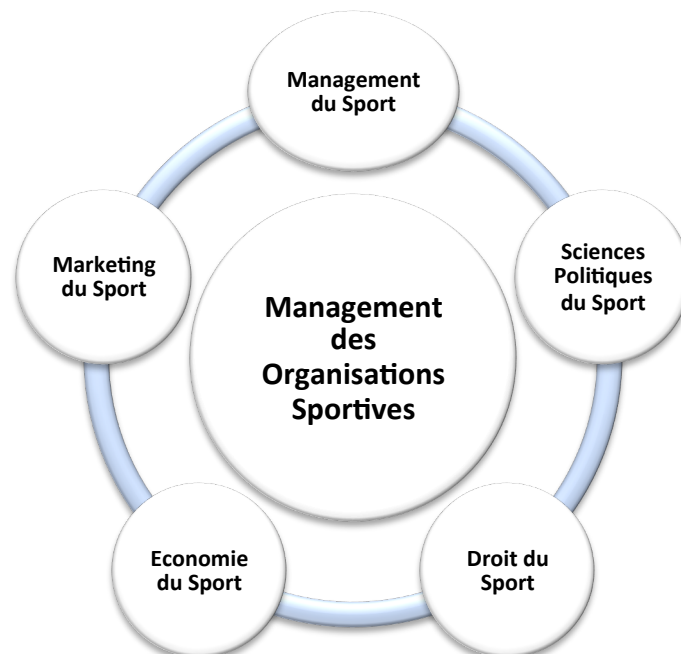 Management
du Sport
Sciences
Politiques
du Sport
Marketing
du Sport
Management
des
Organisations
Sportives
Economie
du Sport
Droit du
Sport